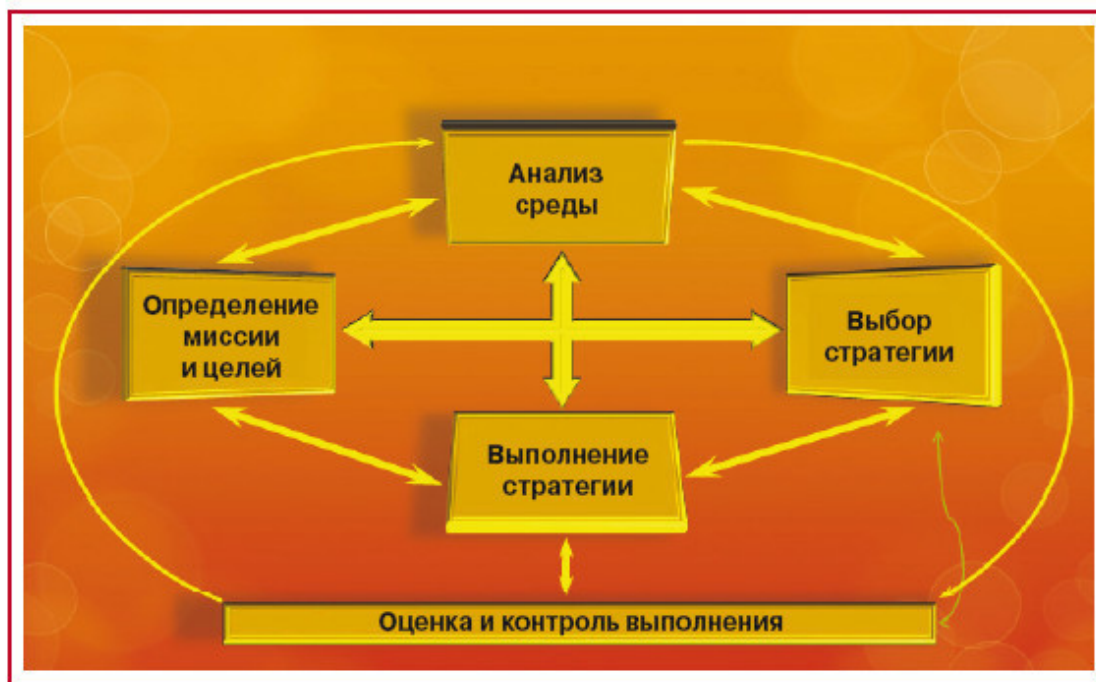 Анализ
среды
Определение
миссии
и целей
Выбор
стратегии
Выполнение
стратегии
Оценка и контроль выполнения